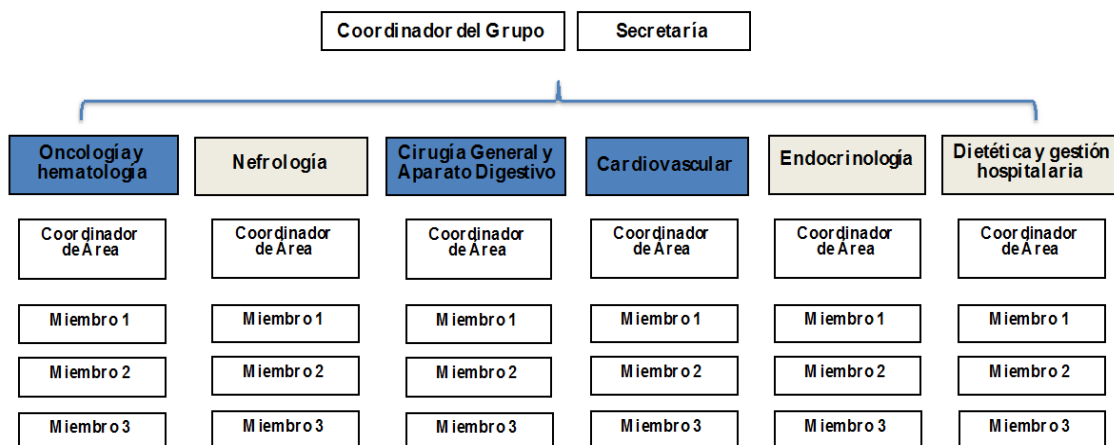 Coordinador del Grupo
Secretaría
Oncología y
hematología
Nefrología
Cirugía General y
Aparato Digestivo
Cardiovascular
Endocrinología
Dietética y gestión
hospitalaria
Coordinador
de Área
Coordinador
de Área
Coordinador
de Área
Coordinador
de Área
Coordinador
de Área
Coordinador
de Área
Miembro 1
Miembro 1
Miembro 1
Miembro 1
Miembro 1
Miembro 1
Miembro 2
Miembro 2
Miembro 2
Miembro 2
Miembro 2
Miembro 2
Miembro 3
Miembro 3
Miembro 3
Miembro 3
Miembro 3
Miembro 3